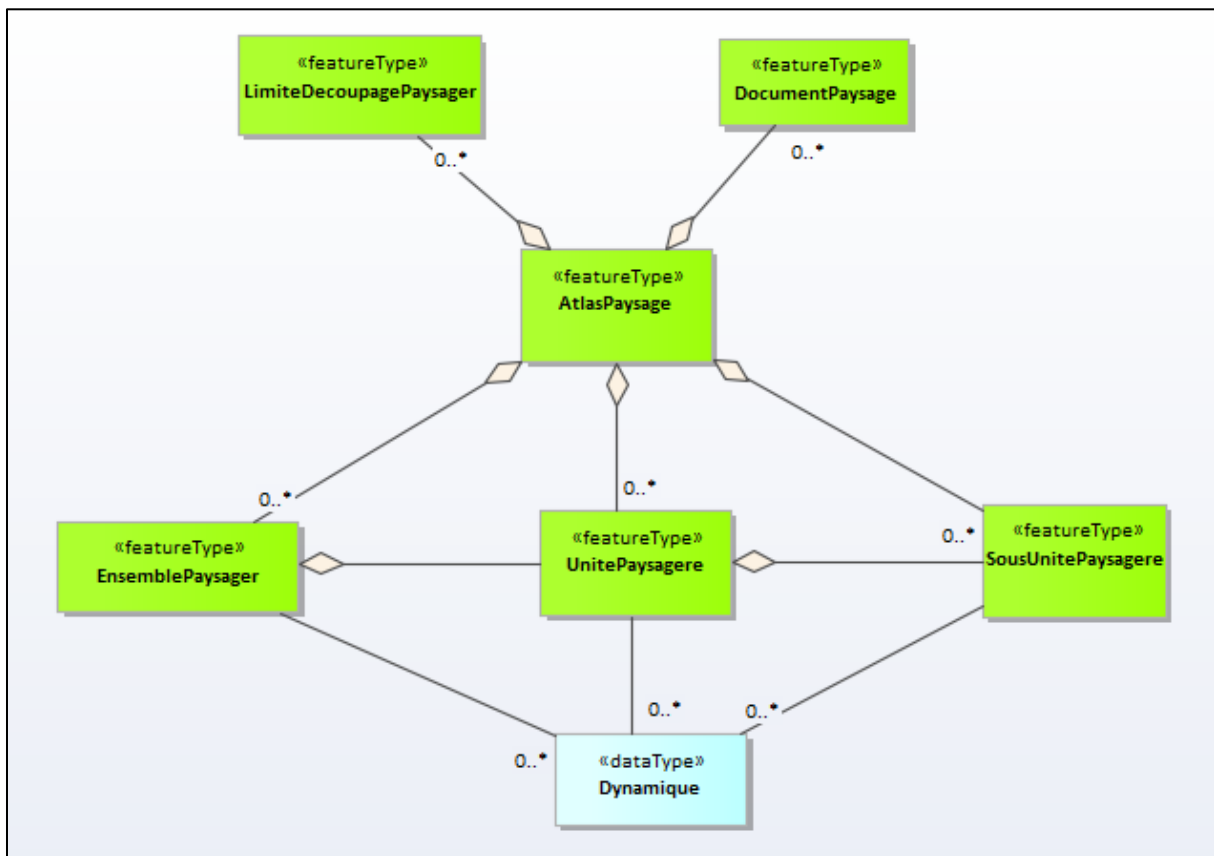 «featureType»
LimiteDecoupagePaysager
«featureType»
DocumentPaysage
0..*
0..*
«featureType»
AtlasPaysage
0..*
0..*
0..*
«featureType»
EnsemblePaysager
«featureType»
UnitePaysagere
«featureType»
SousUnitePaysagere
0..*
0..*
0..*
«dataType»
Dynamique